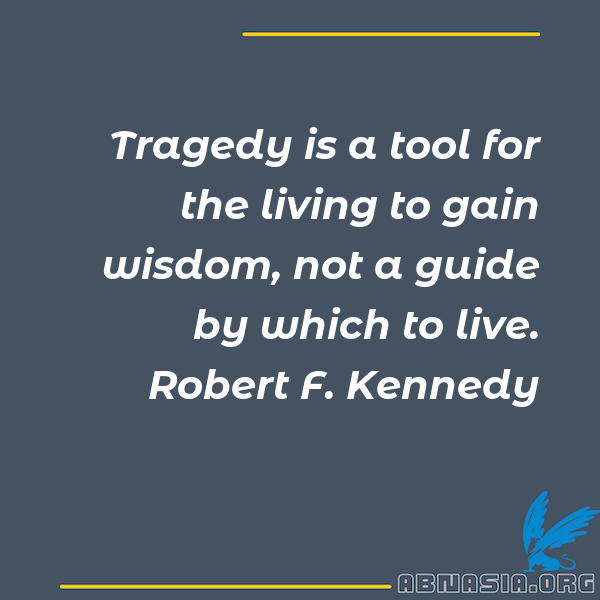 Tragedy is a tool for
the living to gain
wisdom, not a guide
by which to live.
Robert F. Kennedy
ABNASIA.ORG